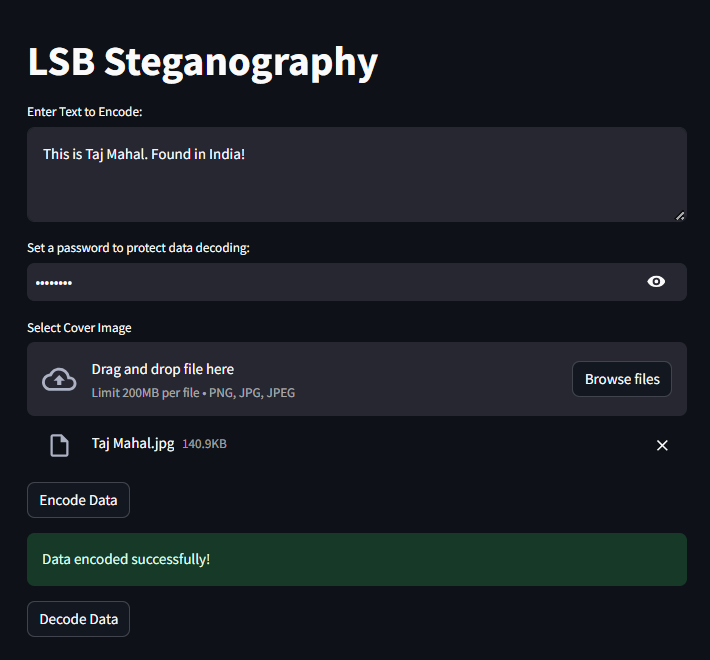 LSB Steganography
Enter Text to Encode:
This is Taj Mahal. Found in India!
Set a password to protect data decoding:
••••••••
Select Cover Image
Drag and drop file here
Limit 200MB per file • PNG, JPG, JPEG
Browse files
Taj Mahal.jpg 140.9KB
Encode Data
Data encoded successfully!
Decode Data